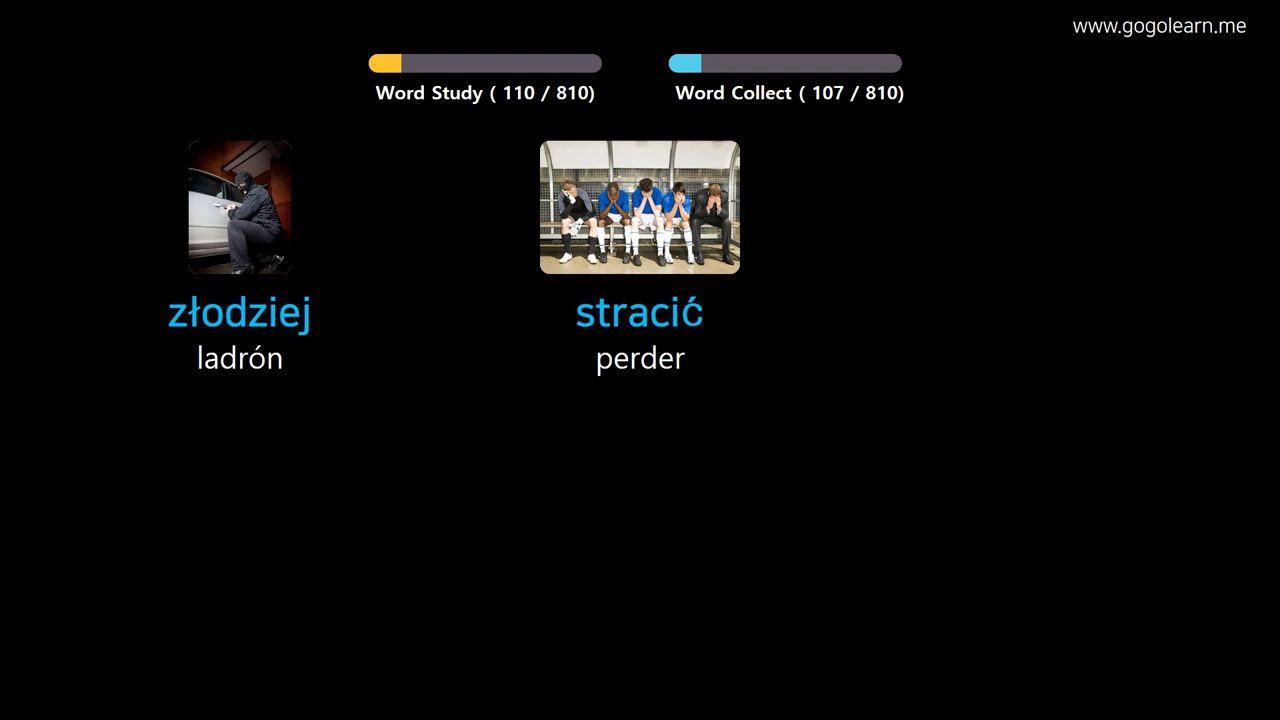 www.gogolearn.me
Word Study ( 110 / 810)
Word Collect ( 107 / 810)
złodziej
ladrón
stracić
perder